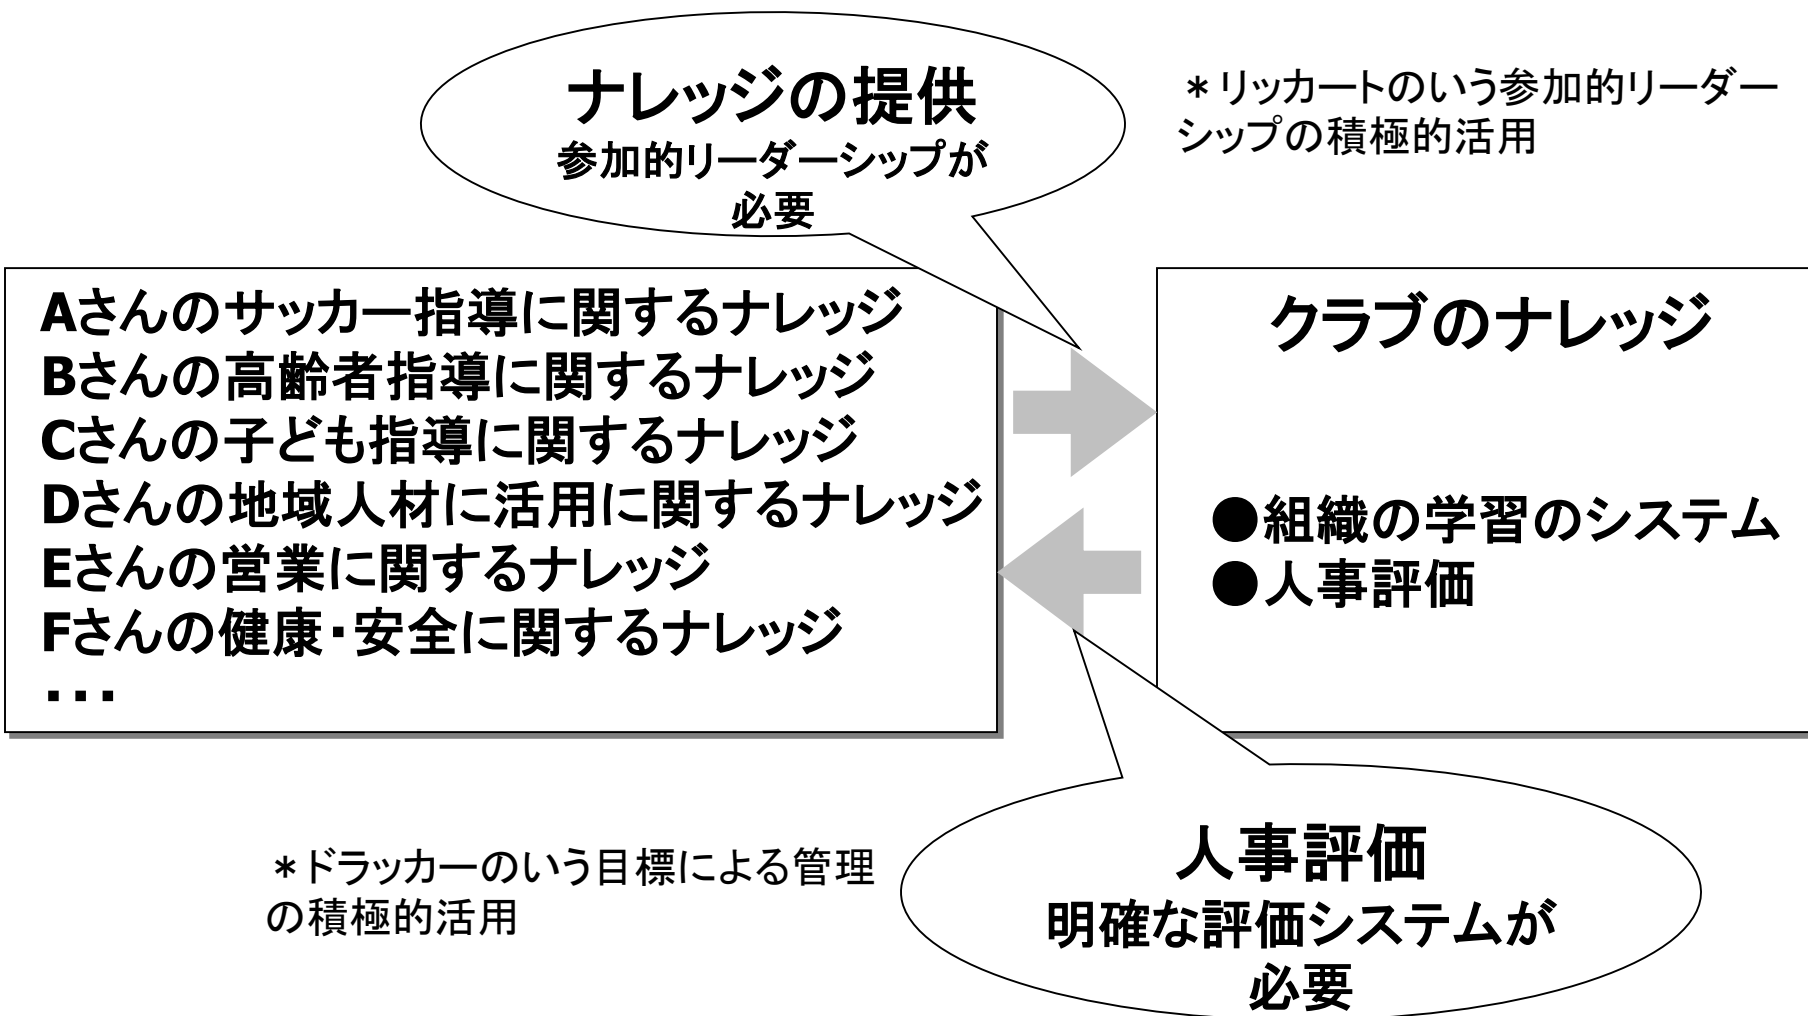 ナレッジの提供
参加的リーダーシップが
必要
＊リッカートのいう参加的リーダー
シップの積極的活用
Aさんのサッカー指導に関するナレッジ
Bさんの高齢者指導に関するナレッジ
Cさんの子ども指導に関するナレッジ
Dさんの地域人材に活用に関するナレッジ
Eさんの営業に関するナレッジ
Fさんの健康・安全に関するナレッジ
・・・
クラブのナレッジ
●組織の学習のシステム
●人事評価
＊ドラッカーのいう目標による管理
の積極的活用
人事評価
明確な評価システムが
必要